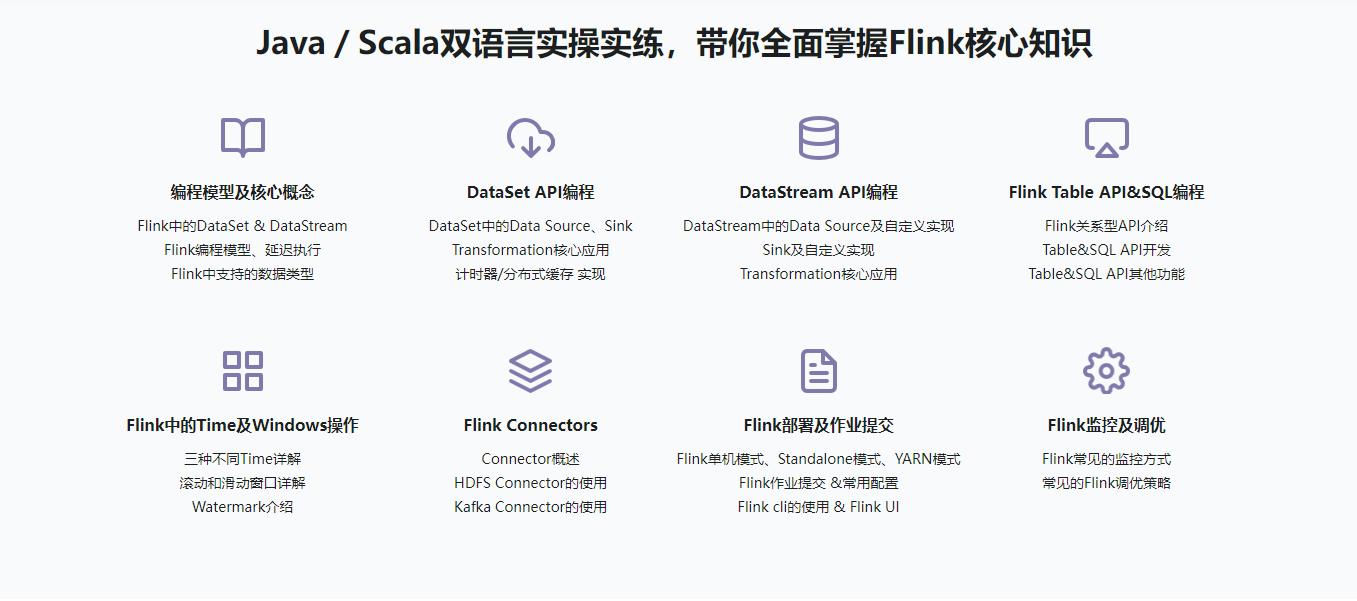 Java / Scala双语言实操实练，带你全面掌握Flink核心知识
编程模型及核心概念
Flink中的DataSet & DataStream
Flink编程模型、延迟执行
Flink中支持的数据类型
DataSet API编程
DataSet中的Data Source、Sink
Transformation核心应用
计时器/分布式缓存 实现
DataStream API编程
DataStream中的Data Source及自定义实现
Sink及自定义实现
Transformation核心应用
Flink Table API&SQL编程
Flink关系型API介绍
Table&SQL API开发
Table&SQL API其他功能
Flink中的Time及Windows操作
三种不同Time详解
滚动和滑动窗口详解
Watermark介绍
Flink Connectors
Connector概述
HDFS Connector的使用
Kafka Connector的使用
Flink部署及作业提交
Flink单机模式、Standalone模式、YARN模式
Flink作业提交 &常用配置
Flink cli的使用 & Flink UI
Flink监控及调优
Flink常见的监控方式
常见的Flink调优策略